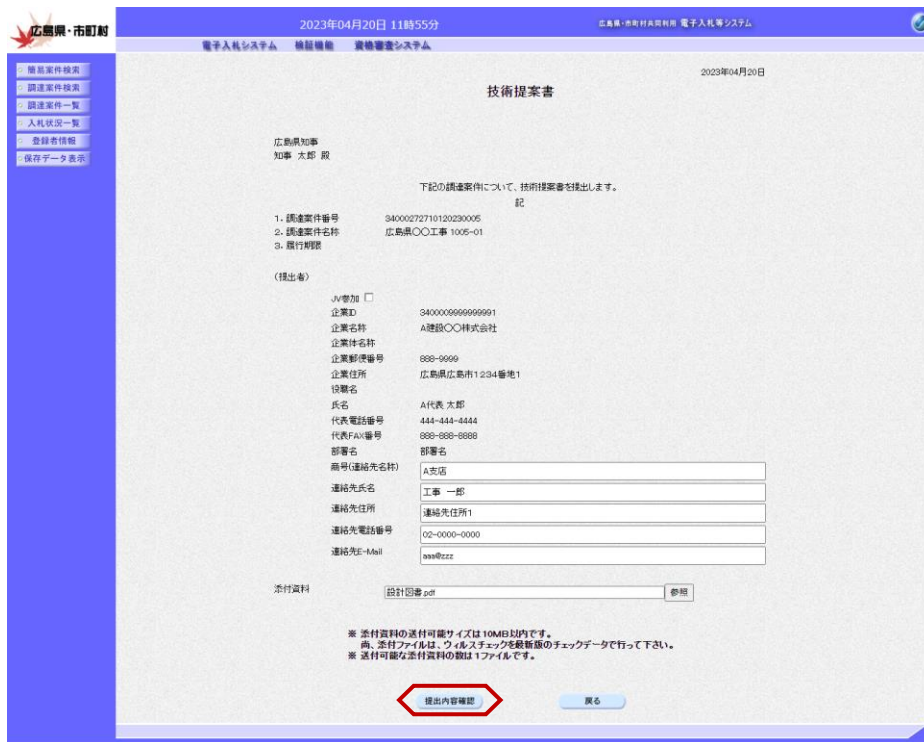 広島県・市町村
2023年04月20日 11時55分
広島県・市町村共同利用 電子入札等システム
電子入札システム 検証機能 資格審査システム
簡易案件検索
調達案件検索
調達案件一覧
入札状況一覧
登録者情報
保存データ表示
2023年04月20日
技術提案書
広島県知事
知事 太郎 殿
下記の調達案件について、技術提案書を提出します。
記
1. 調達案件番号 34000272710120230005
2. 調達案件名称 広島県〇〇工事 1005-01
3. 履行期限
(提出者)
JV参加
企業ID 3400009999999991
企業名称 A建設〇〇株式会社
企業体名称
企業郵便番号 888-9999
企業住所 広島県広島市1234番地1
役職名
氏名 A代表 太郎
代表電話番号 444-444-4444
代表FAX番号 888-888-8888
部署名 部署名
商号(連絡先名称) A支店
連絡先氏名 工事 一郎
連絡先住所 連絡先住所1
連絡先電話番号 02-0000-0000
連絡先E-Mail aaa@zzz
添付資料 設計図書.pdf 参照
※ 添付資料の送付可能サイズは10MB以内です。
尚、添付ファイルは、ウィルスチェックを最新版のチェックデータで行って下さい。
※ 送付可能な添付資料の数は1ファイルです。
提出内容確認 戻る